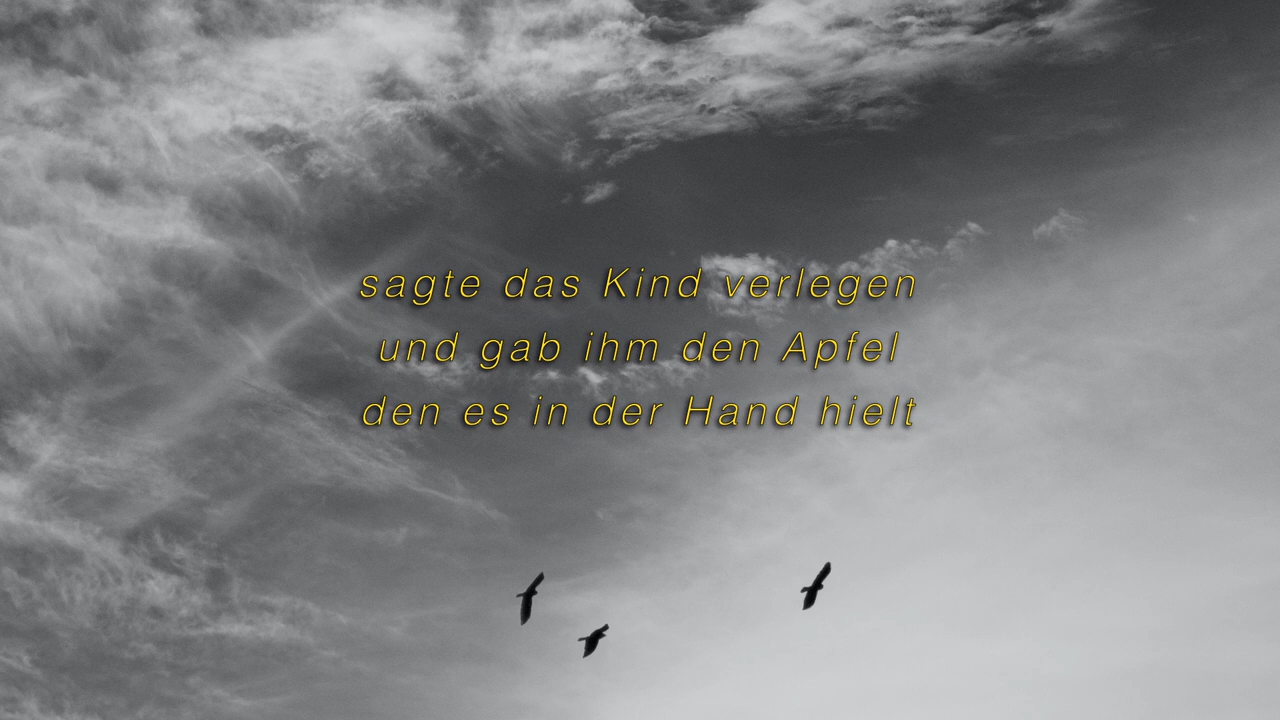 sagte das Kind verlegen
und gab ihm den Apfel
den es in der Hand hielt